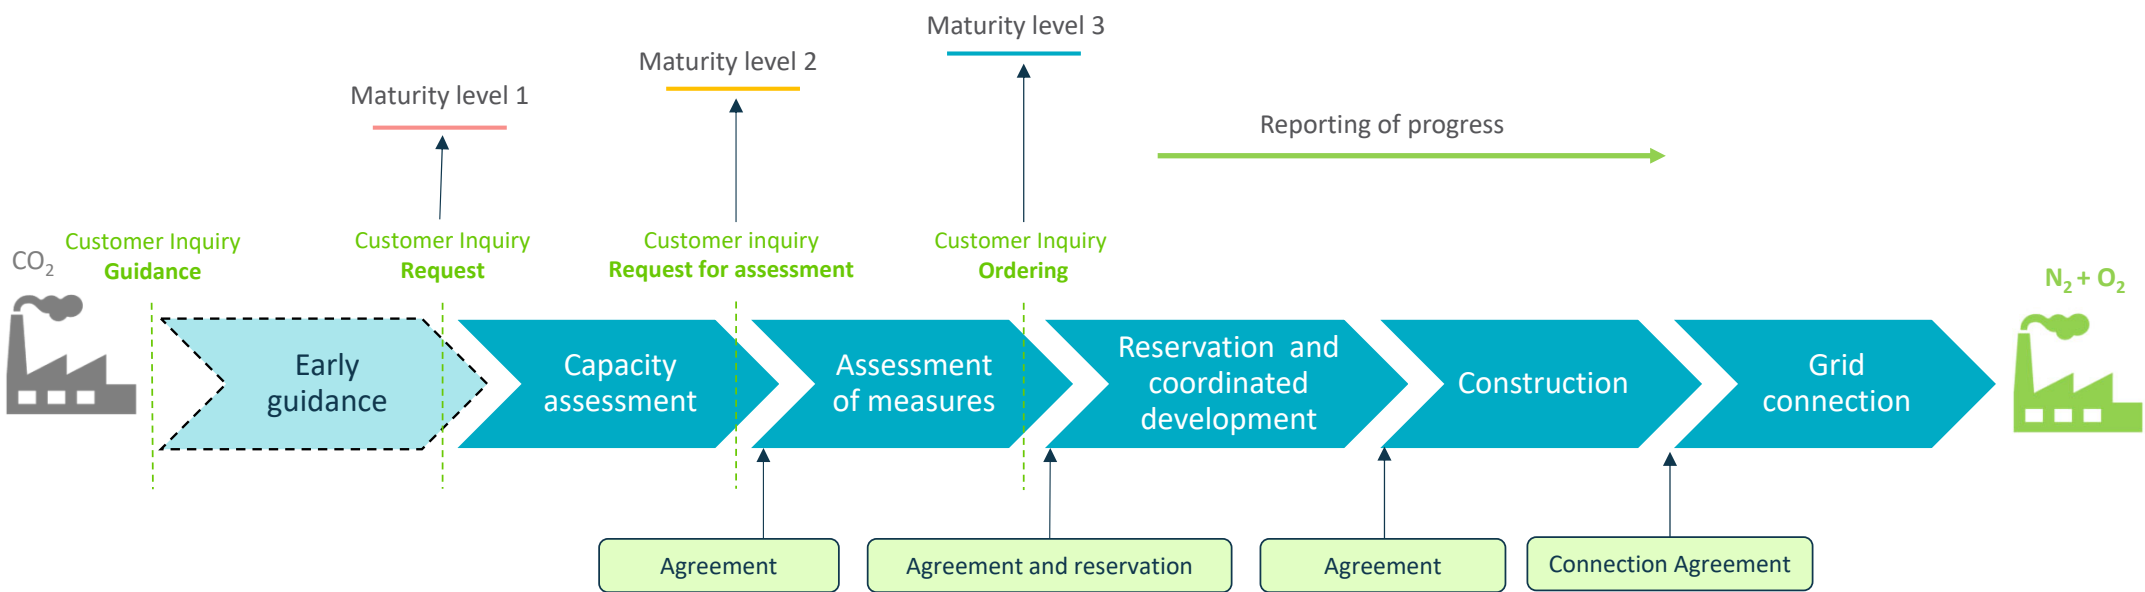 Maturity level 1
Maturity level 2
Maturity level 3
Reporting of progress
CO₂
Customer Inquiry
Guidance
Customer Inquiry
Request
Customer inquiry
Request for assessment
Customer Inquiry
Ordering
N₂ + O₂
Early
guidance
Capacity
assessment
Assessment
of measures
Reservation and
coordinated
development
Construction
Grid
connection
Agreement
Agreement and reservation
Agreement
Connection Agreement